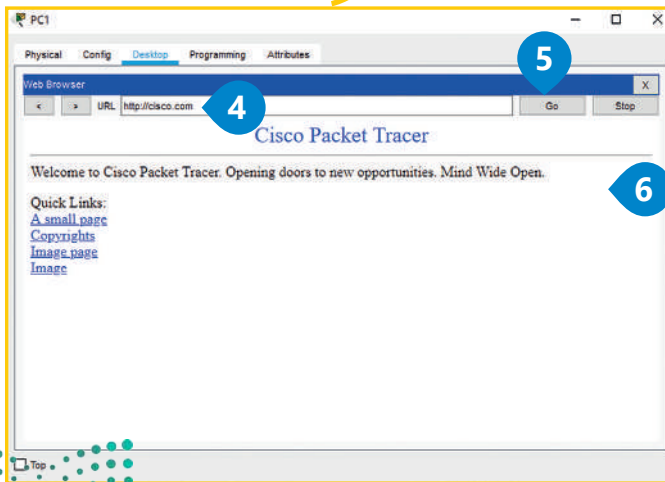 PC1
Physical Config Desktop Programming Attributes
5
Web Browser X
< > URL http://cisco.com Go Stop
4
Cisco Packet Tracer
Welcome to Cisco Packet Tracer. Opening doors to new opportunities. Mind Wide Open.
6
Quick Links:
A small page
Copyrights
Image page
Image
Top